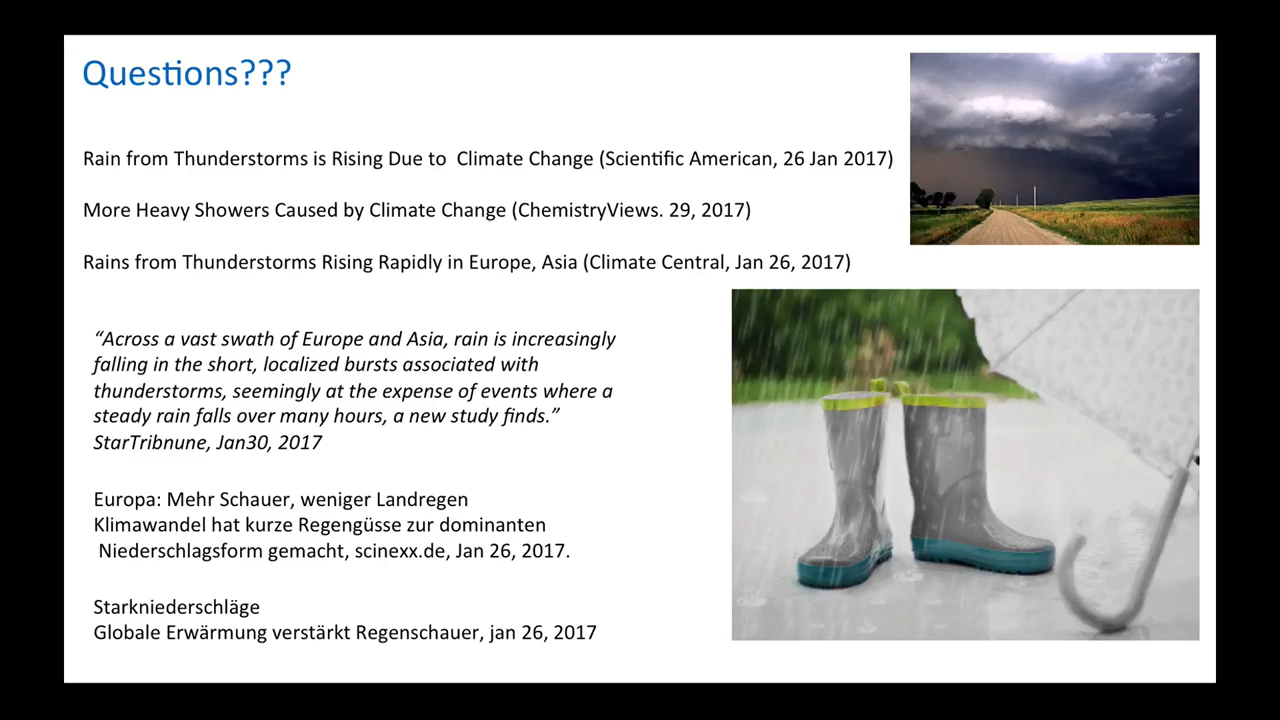 Questions???
Rain from Thunderstorms is Rising Due to  Climate Change (Scientific American, 26 Jan 2017)
More Heavy Showers Caused by Climate Change (ChemistryViews. 29, 2017)
Rains from Thunderstorms Rising Rapidly in Europe, Asia (Climate Central, Jan 26, 2017)
“Across a vast swath of Europe and Asia, rain is increasingly
falling in the short, localized bursts associated with
thunderstorms, seemingly at the expense of events where a
steady rain falls over many hours, a new study finds.”
StarTribnune, Jan30, 2017
Europa: Mehr Schauer, weniger Landregen
Klimawandel hat kurze Regengüsse zur dominanten
Niederschlagsform gemacht, scinexx.de, Jan 26, 2017.
Starkniederschläge
Globale Erwärmung verstärkt Regenschauer, jan 26, 2017